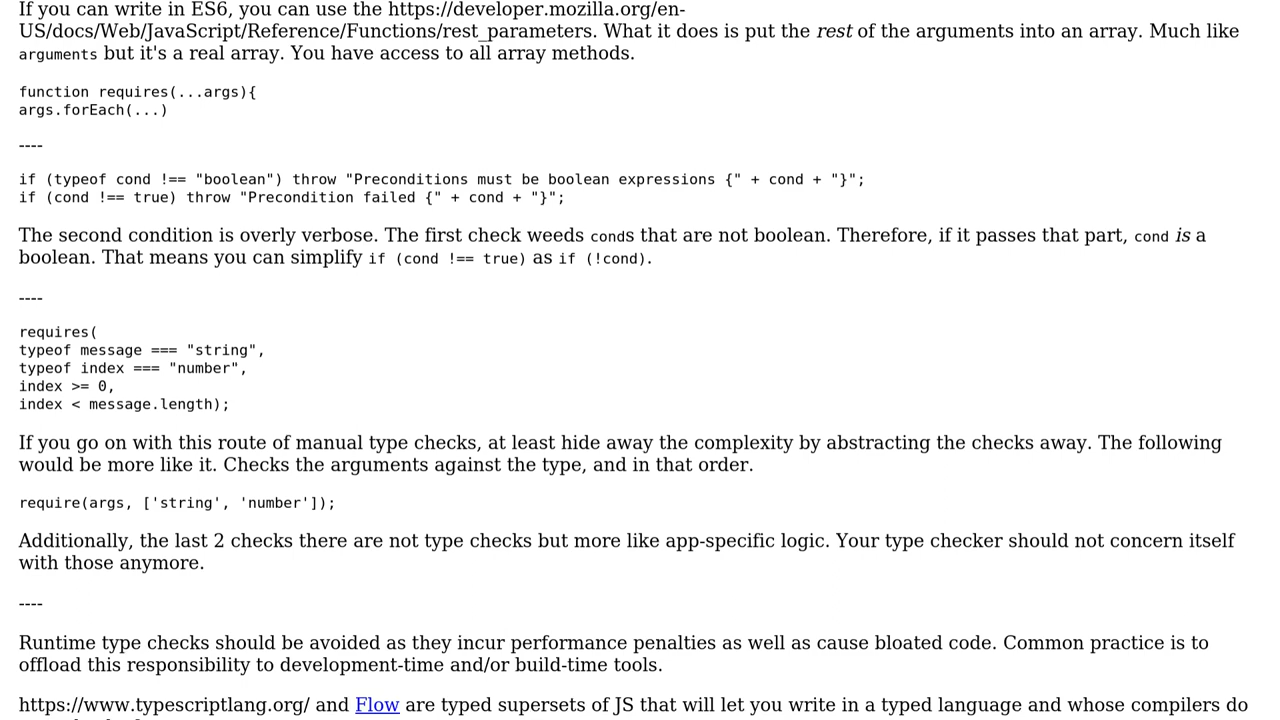 If you can write in ES6, you can use the https://developer.mozilla.org/en-
US/docs/Web/JavaScript/Reference/Functions/rest_parameters. What it does is put the rest of the arguments into an array. Much like
arguments but it's a real array. You have access to all array methods.
function requires(...args){
args.forEach(...)
----
if (typeof cond !== "boolean") throw "Preconditions must be boolean expressions {" + cond + "}";
if (cond !== true) throw "Precondition failed {" + cond + "}";
The second condition is overly verbose. The first check weeds conds that are not boolean. Therefore, if it passes that part, cond is a
boolean. That means you can simplify if (cond !== true) as if (!cond).
----
requires(
typeof message === "string",
typeof index === "number",
index >= 0,
index < message.length);
If you go on with this route of manual type checks, at least hide away the complexity by abstracting the checks away. The following
would be more like it. Checks the arguments against the type, and in that order.
require(args, ['string', 'number']);
Additionally, the last 2 checks there are not type checks but more like app-specific logic. Your type checker should not concern itself
with those anymore.
----
Runtime type checks should be avoided as they incur performance penalties as well as cause bloated code. Common practice is to
offload this responsibility to development-time and/or build-time tools.
https://www.typescriptlang.org/ and Flow are typed supersets of JS that will let you write in a typed language and whose compilers do